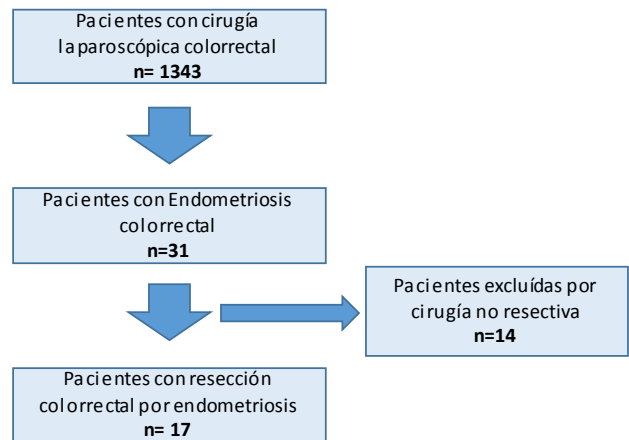 Pacientes con cirugía
laparoscópica colorrectal
n= 1343
Pacientes con Endometriosis
colorrectal
n=31
Pacientes excluídas por
cirugía no resectiva
n=14
Pacientes con resección
colorrectal por endometriosis
n= 17